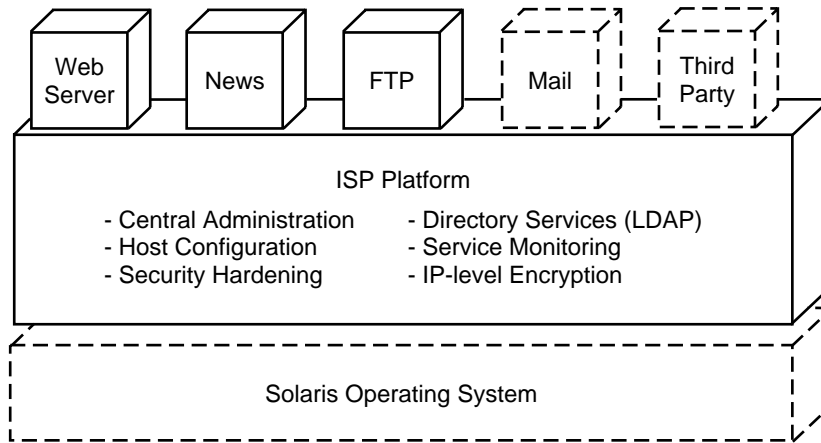 Web
Server
News
FTP
Mail
Third
Party
ISP Platform
- Central Administration
- Host Configuration
- Security Hardening
- Directory Services (LDAP)
- Service Monitoring
- IP-level Encryption
Solaris Operating System